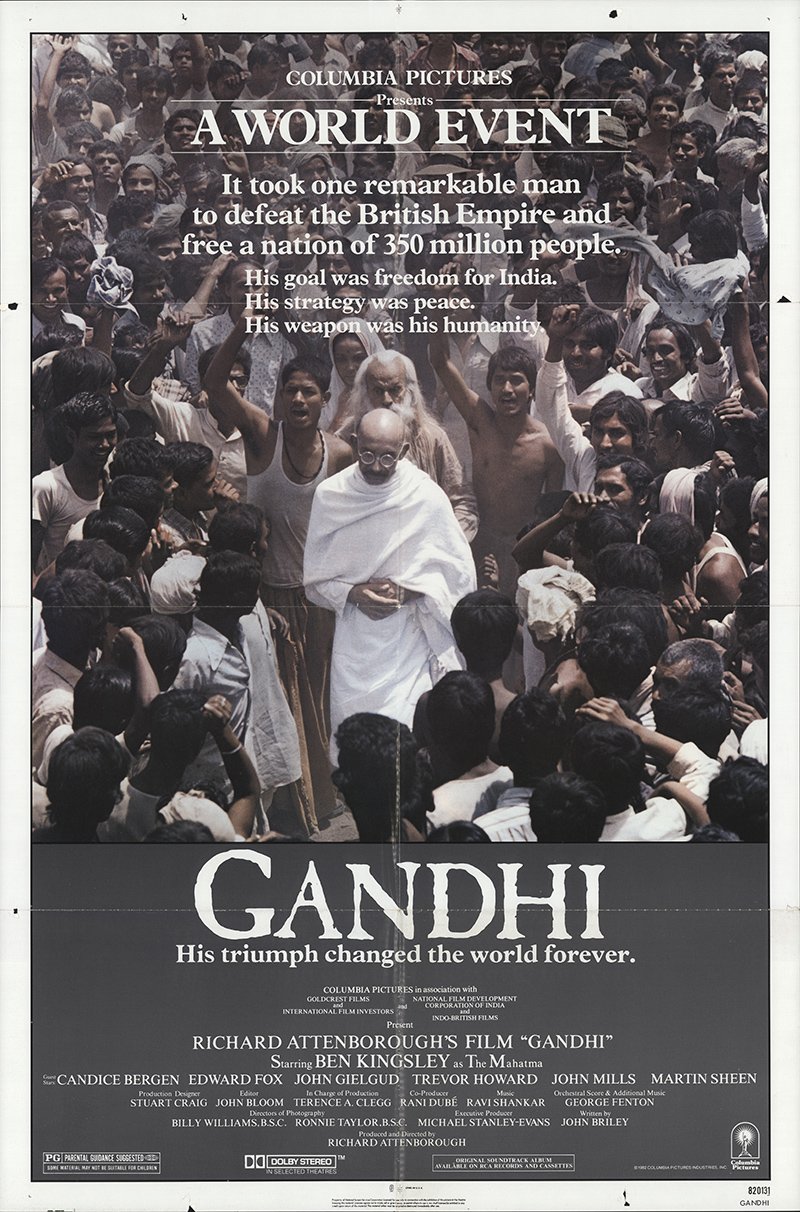 COLUMBIA PICTURES
Presents
A WORLD EVENT
It took one remarkable man
to defeat the British Empire and
free a nation of 350 million people.
His goal was freedom for India.
His strategy was peace.
His weapon was his humanity.
GANDHI
His triumph changed the world forever.
COLUMBIA PICTURES in association with
GOLDCREST FILMS
and
INTERNATIONAL FILM INVESTORS
and
NATIONAL FILM DEVELOPMENT
CORPORATION OF INDIA
and
INDO-BRITISH FILMS
Present
RICHARD ATTENBOROUGH'S FILM “GANDHI”
Starring BEN KINGSLEY as The Mahatma
Guest Stars: CANDICE BERGEN EDWARD FOX JOHN GIELGUD TREVOR HOWARD JOHN MILLS MARTIN SHEEN
Production Designer Editor In Charge of Production Co-Producer Music Orchestral Score & Additional Music
STUART CRAIG JOHN BLOOM TERENCE A. CLEGG RANI DUBÉ RAVI SHANKAR GEORGE FENTON
Directors of Photography Executive Producer Written by
BILLY WILLIAMS, B.S.C. RONNIE TAYLOR, B.S.C. MICHAEL STANLEY-EVANS JOHN BRILEY
Produced and Directed by
RICHARD ATTENBOROUGH
PG PARENTAL GUIDANCE SUGGESTED
SOME MATERIAL MAY NOT BE SUITABLE FOR CHILDREN
DOLBY STEREO TM
IN SELECTED THEATRES
ORIGINAL SOUNDTRACK ALBUM
AVAILABLE ON RCA RECORDS AND CASSETTES
©1982 COLUMBIA PICTURES INDUSTRIES, INC.
Columbia
Pictures
820131
GANDHI